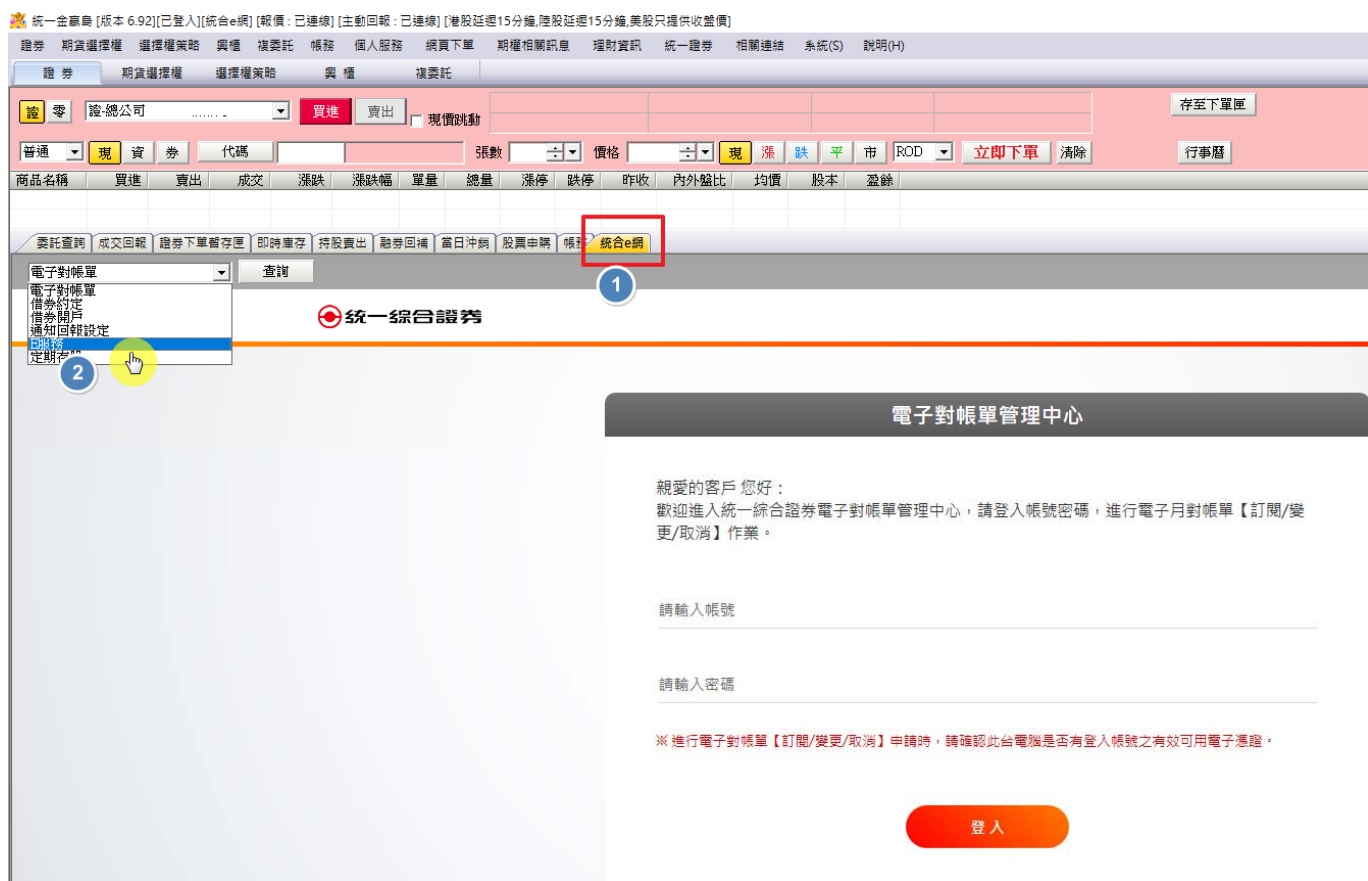 統一金贏島 [版本 6.92][已登入][統合e網] [報價 : 已連線] [主動回報 : 已連線] [港股延遲15分鐘,陸股延遲15分鐘,美股只提供收盤價]
證券 期貨選擇權 選擇權策略 興櫃 複委託 帳務 個人服務 網頁下單 期權相關訊息 理財資訊 統一證券 相關連結 系統(S) 說明(H)
證 券 期貨選擇權 選擇權策略 興 櫃 複委託
證 零 證-總公司 ....... . 買進 賣出 現價跳動 存至下單匣
普通 現 資 券 代碼 張數 價格 現 漲 跌 平 市 ROD 立即下單 清除 行事曆
商品名稱 買進 賣出 成交 漲跌 漲跌幅 單量 總量 漲停 跌停 昨收 內外盤比 均價 股本 盈餘
委託查詢 成交回報 證券下單暫存匣 即時庫存 持股賣出 融券回補 當日沖銷 股票申購 帳務 統合e網
電子對帳單 查詢
1
電子對帳單
借券約定
借券開戶
通知回報設定
E服務
定期存
2
統一綜合證券
電子對帳單管理中心
親愛的客戶 您好：
歡迎進入統一綜合證券電子對帳單管理中心，請登入帳號密碼，進行電子月對帳單【訂閱/變
更/取消】作業。
請輸入帳號
請輸入密碼
※ 進行電子對帳單【訂閱/變更/取消】申請時，請確認此台電腦是否有登入帳號之有效可用電子憑證。
登入